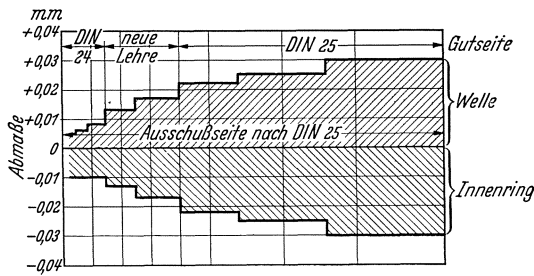 mm
+0,04
DIN
24
neue
Lehre
DIN 25
Gutseite
+0,03
+0,02
Welle
+0,01
Ausschußseite nach DIN 25
0
Abmaße
-0,01
Innenring
-0,02
-0,03
-0,04